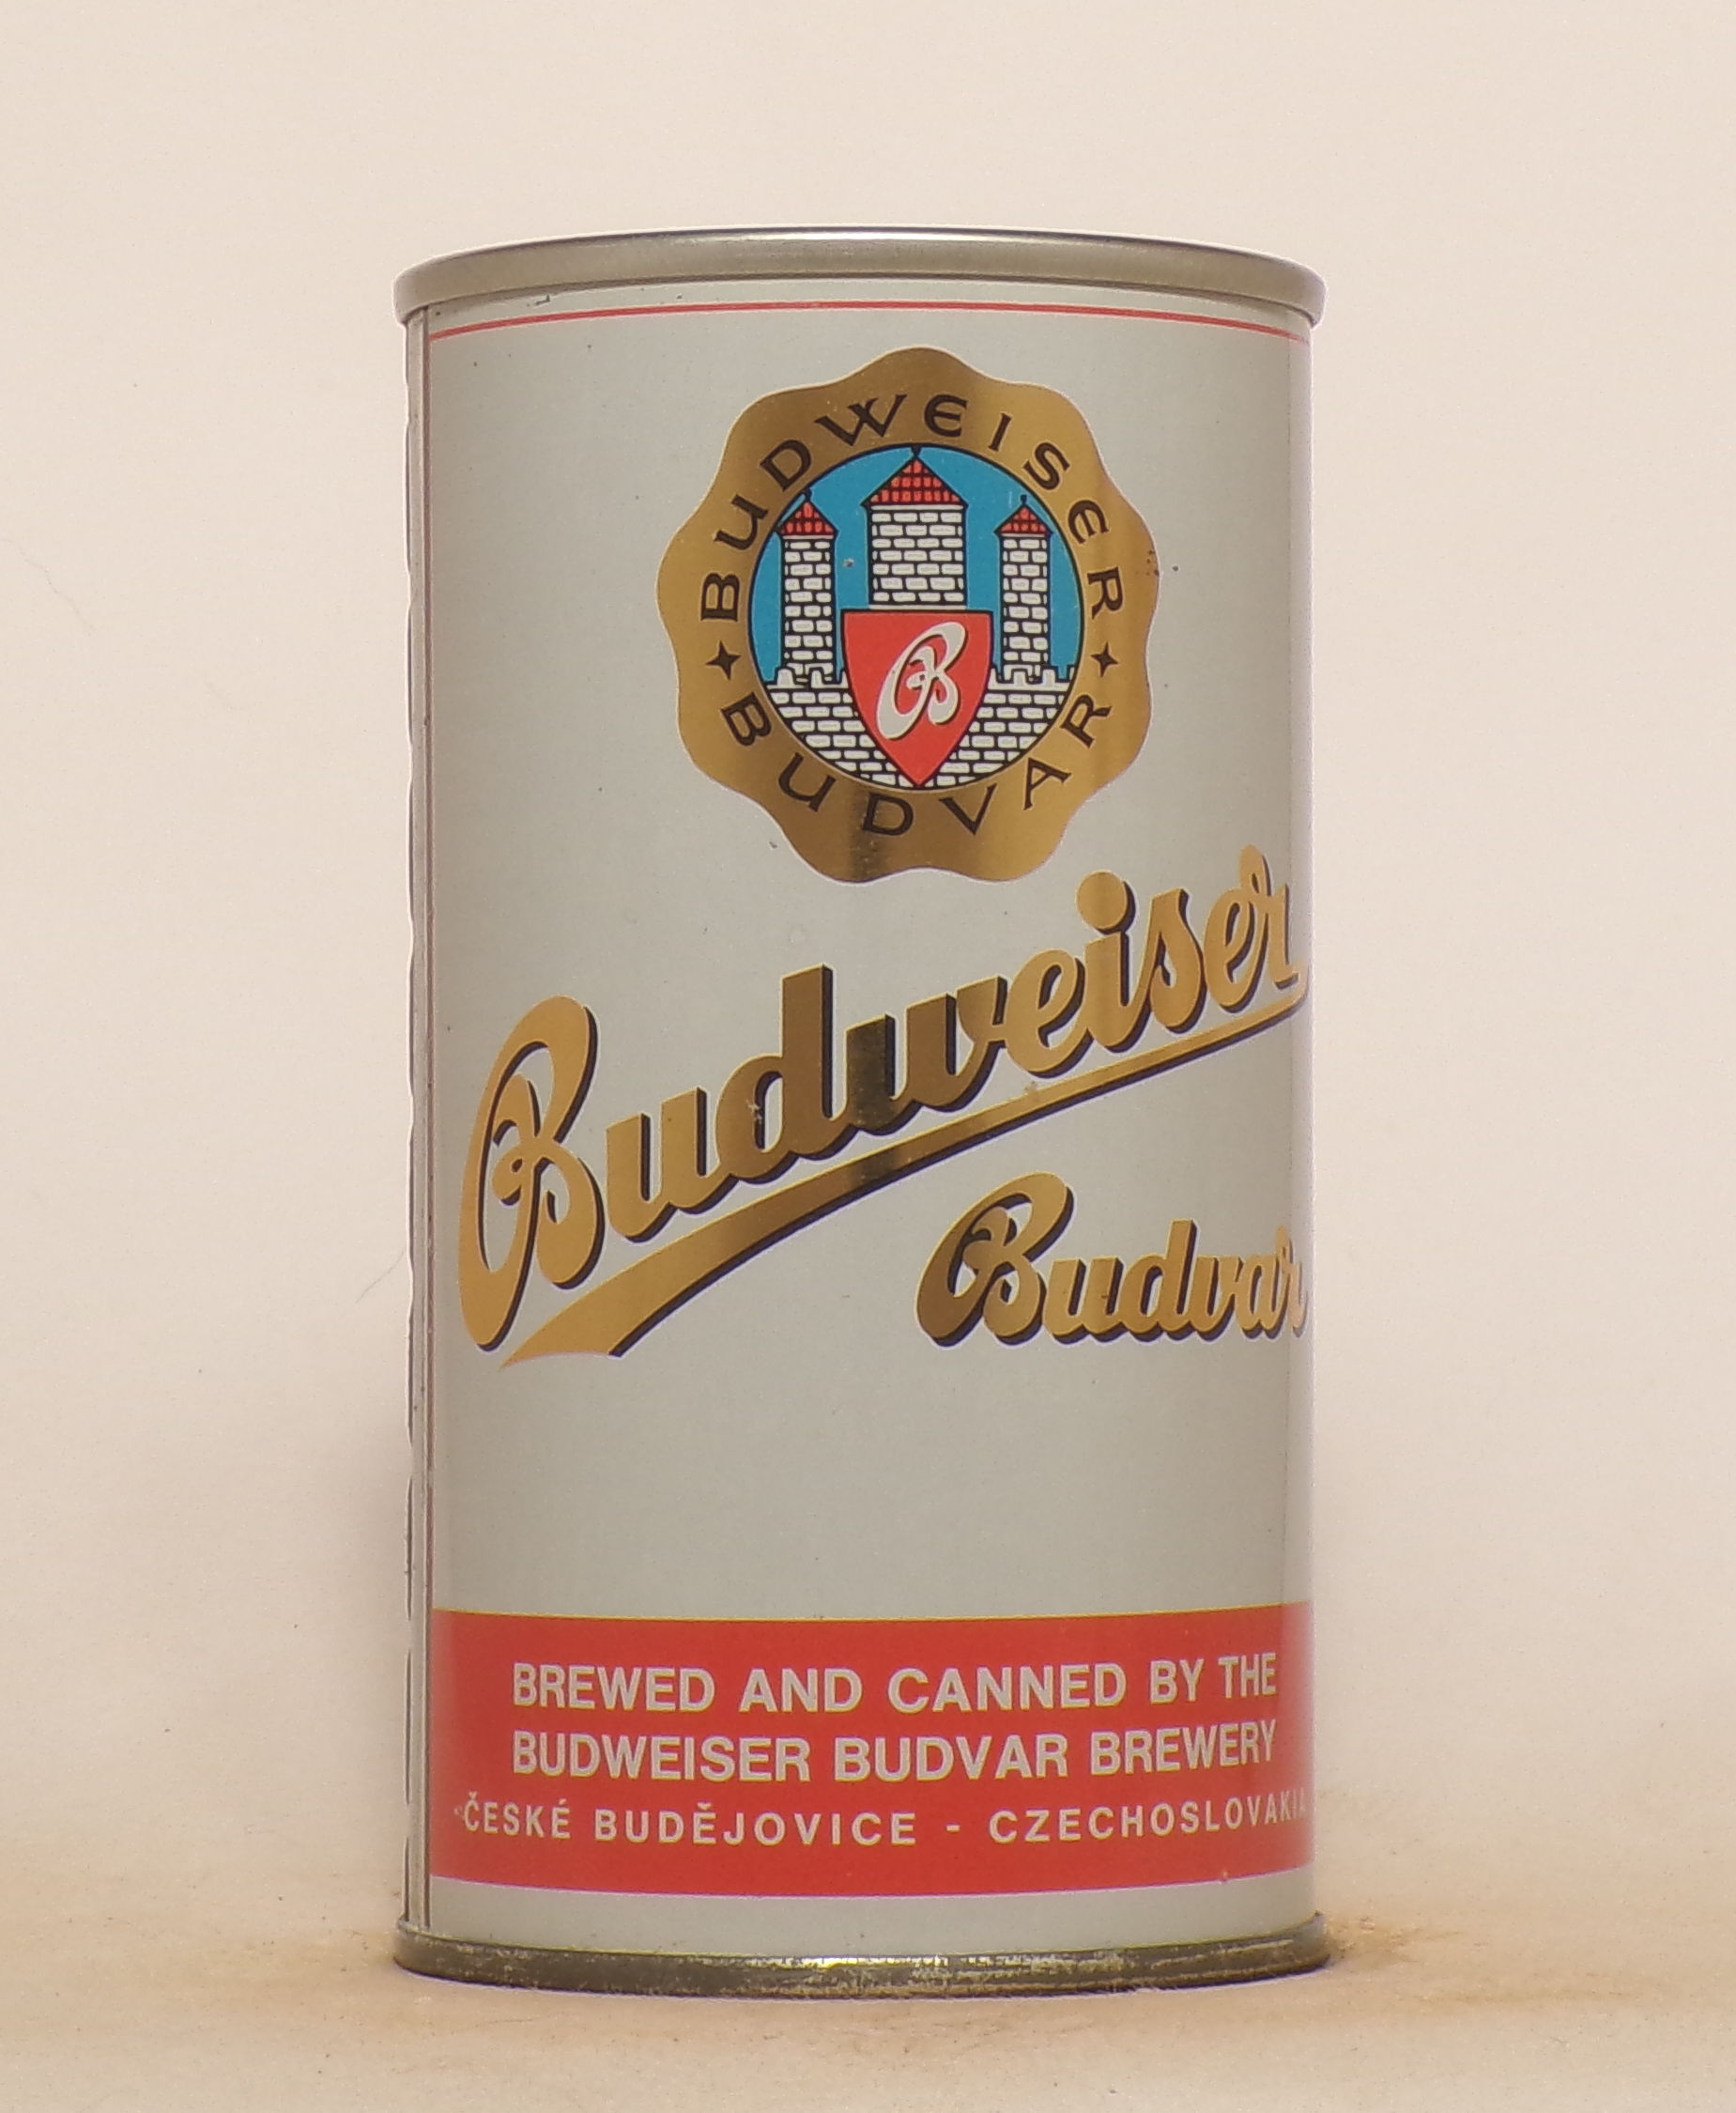 BUDWEISER
BUDVAR
B
Budweiser
Budvar
BREWED AND CANNED BY THE
BUDWEISER BUDVAR BREWERY
ČESKÉ BUDĚJOVICE - CZECHOSLOVAKIA